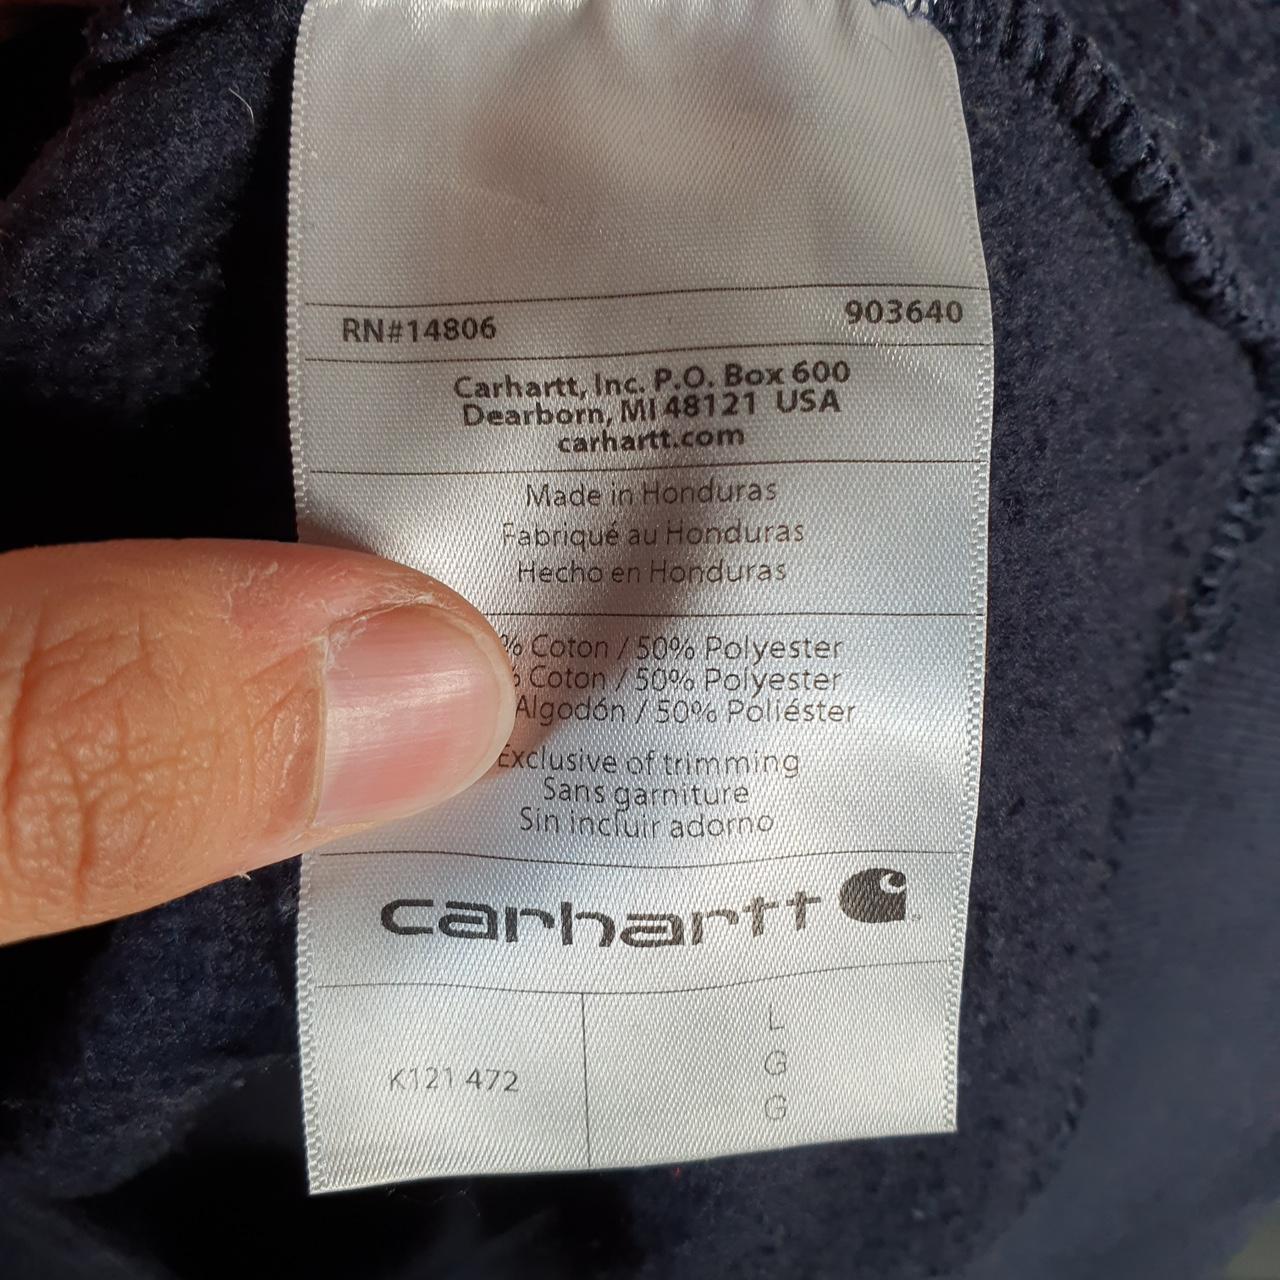 RN#14806 903640
Carhartt, Inc. P.O. Box 600
Dearborn, MI 48121 USA
carhartt.com
Made in Honduras
Fabriqué au Honduras
Hecho en Honduras
% Coton / 50% Polyester
Coton / 50% Polyester
Algodón / 50% Poliéster
Exclusive of trimming
Sans garniture
Sin incluir adorno
carhartt
K121 472
L
G
G